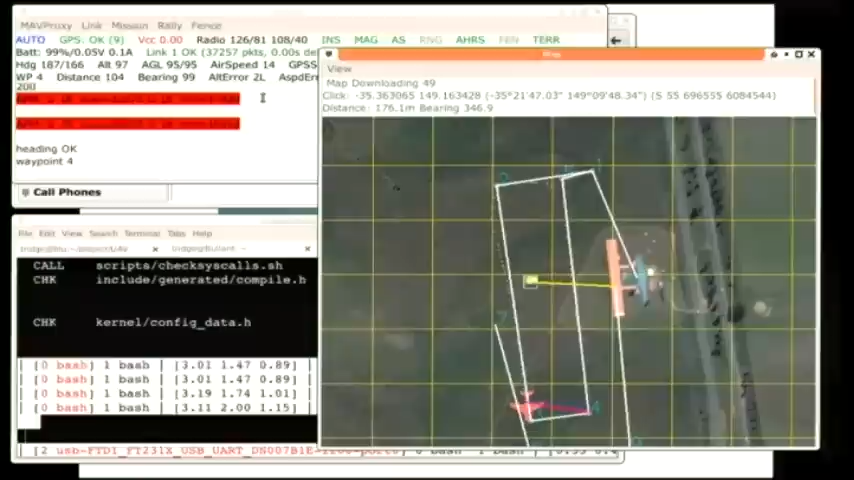 MAVProxy Link Mission Rally Fence
AUTO GPS: OK (9) Vcc 0.00 Radio 126/81 108/40 INS MAG AS RNG AHRS FEN TERR
Batt: 99%/0.05V 0.1A Link 1 OK (37257 pkts, 0.00s de
Hdg 187/166 Alt 97 AGL 95/95 AirSpeed 14 GPSS
WP 4 Distance 104 Bearing 99 AltError 2L AspdEr
200
heading OK
waypoint 4
Call Phones
File Edit View Search Terminal Tabs Help
CALL scripts/checksyscalls.sh
CHK include/generated/compile.h
CHK kernel/config_data.h
| [0 bash] 1 bash | [3.01 1.47 0.89] |
| [0 bash] 1 bash | [3.01 1.47 0.89] |
| [0 bash] 1 bash | [3.19 1.74 1.01] |
| [0 bash] 1 bash | [3.11 2.00 1.15] |
Map
View
Map Downloading 49
Click: -35.363065 149.163428 (-35°21'47.03" 149°09'48.34") (S 55 696555 6084544)
Distance: 176.1m Bearing 346.9